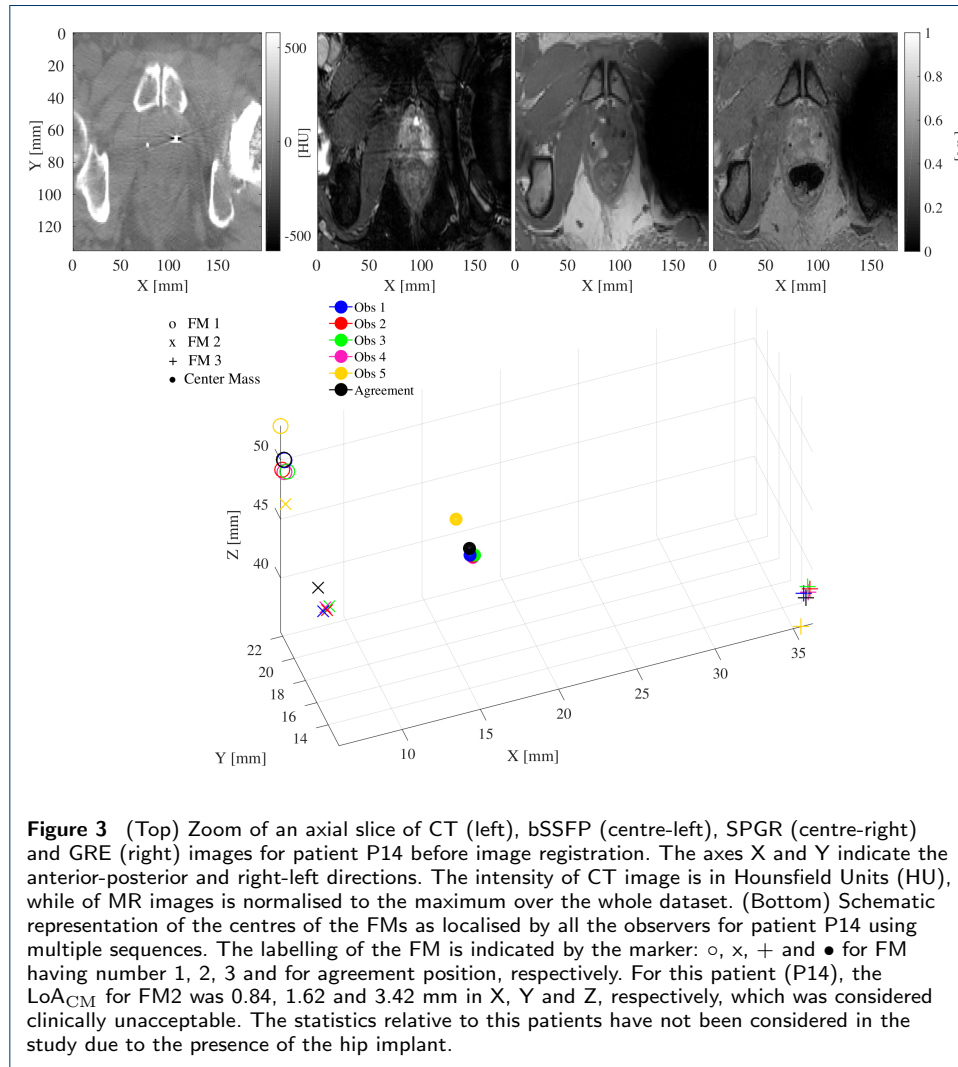 0
20
40
60
80
100
120
Y [mm]
0 50 100 150
X [mm]
500
0
-500
[HU]
0 50 100 150
X [mm]
0 50 100 150
X [mm]
0 50 100 150
X [mm]
1
0.8
0.6
0.4
0.2
0
o FM 1
x FM 2
+ FM 3
● Center Mass
Obs 1
Obs 2
Obs 3
Obs 4
Obs 5
Agreement
50
45
40
Z [mm]
22
20
18
16
14
Y [mm]
10
15
20
25
30
35
X [mm]
Figure 3 (Top) Zoom of an axial slice of CT (left), bSSFP (centre-left), SPGR (centre-right)
and GRE (right) images for patient P14 before image registration. The axes X and Y indicate the
anterior-posterior and right-left directions. The intensity of CT image is in Hounsfield Units (HU),
while of MR images is normalised to the maximum over the whole dataset. (Bottom) Schematic
representation of the centres of the FMs as localised by all the observers for patient P14 using
multiple sequences. The labelling of the FM is indicated by the marker: ○, x, + and ● for FM
having number 1, 2, 3 and for agreement position, respectively. For this patient (P14), the
LoACM for FM2 was 0.84, 1.62 and 3.42 mm in X, Y and Z, respectively, which was considered
clinically unacceptable. The statistics relative to this patients have not been considered in the
study due to the presence of the hip implant.